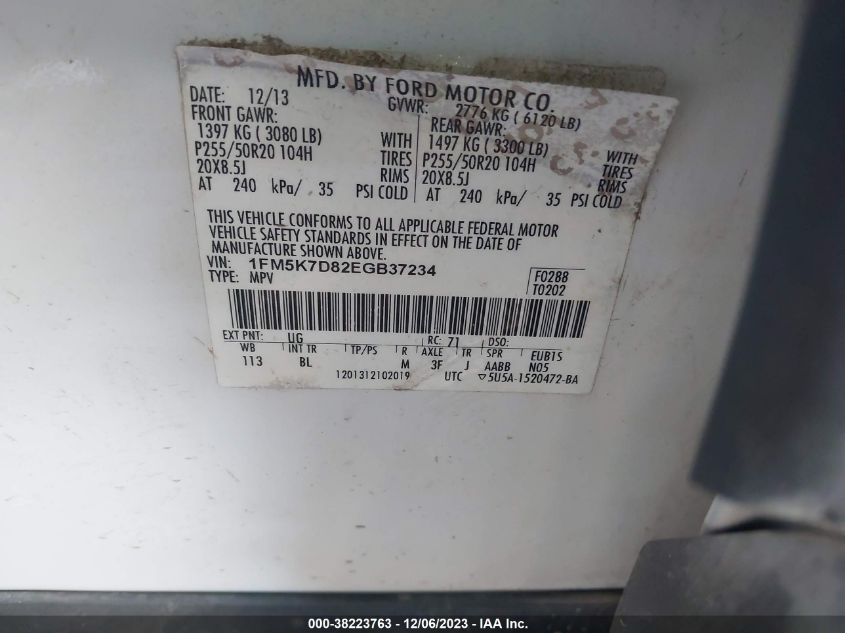 MFD. BY FORD MOTOR CO.
DATE: 12/13 GVWR: 2776 KG ( 6120 LB)
FRONT GAWR: REAR GAWR:
1397 KG ( 3080 LB) WITH 1497 KG ( 3300 LB) WITH
P255/50R20 104H TIRES P255/50R20 104H TIRES
20X8.5J RIMS 20X8.5J RIMS
AT 240 kPa/ 35 PSI COLD AT 240 kPa/ 35 PSI COLD
THIS VEHICLE CONFORMS TO ALL APPLICABLE FEDERAL MOTOR
VEHICLE SAFETY STANDARDS IN EFFECT ON THE DATE OF
MANUFACTURE SHOWN ABOVE.
VIN: 1FM5K7D82EGB37234 F0288
TYPE: MPV T0202
EXT PNT: UG RC: 71 DSO:
WB INT TR TP/PS R AXLE TR SPR EUB1S
113 BL M 3F J AABB N05
1201312102019 UTC ▽5U5A-1520472-BA
000-38223763 - 12/06/2023 - IAA Inc.